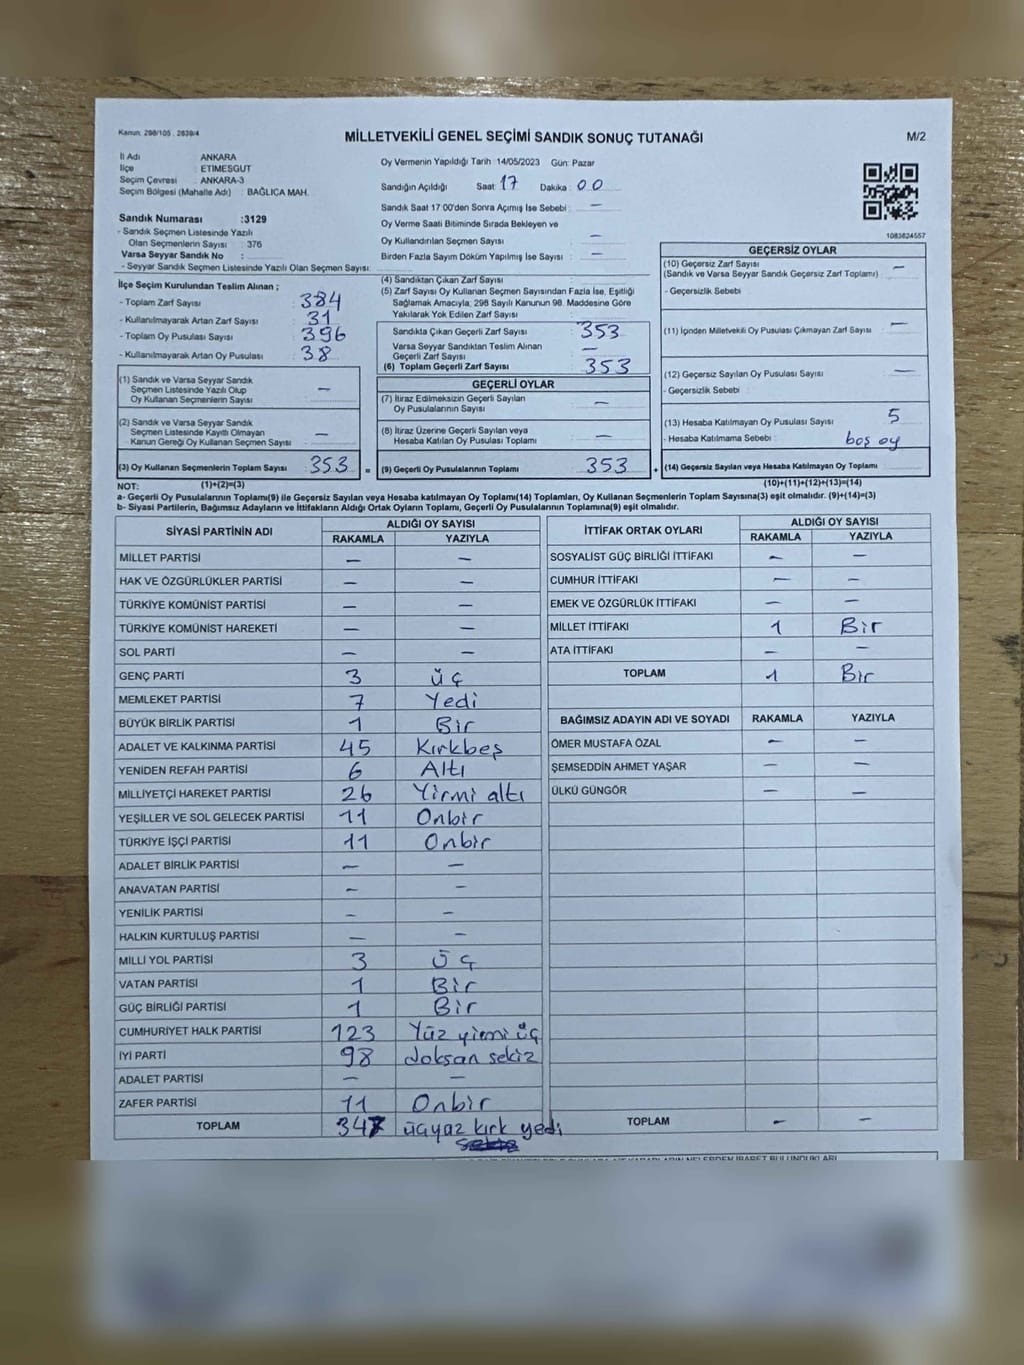 Kanun: 298/105 , 2839/4
MİLLETVEKİLİ GENEL SEÇİMİ SANDIK SONUÇ TUTANAĞI
M/2
İl Adı : ANKARA
İlçe : ETİMESGUT
Seçim Çevresi : ANKARA-3
Seçim Bölgesi (Mahalle Adı) : BAĞLICA MAH.
Sandık Numarası :3129
- Sandık Seçmen Listesinde Yazılı
Olan Seçmenlerin Sayısı : 376
Varsa Seyyar Sandık No :
- Seyyar Sandık Seçmen Listesinde Yazılı Olan Seçmen Sayısı:
Oy Vermenin Yapıldığı Tarih 14/05/2023 Gün: Pazar
Sandığın Açıldığı Saat: 17 Dakika: 00
Sandık Saat 17:00'den Sonra Açımış İse Sebebi : —
Oy Verme Saati Bitiminde Sırada Bekleyen ve
Oy Kullandırılan Seçmen Sayısı : —
Birden Fazla Sayım Döküm Yapılmış İse Sayısı : —
1083624557
İlçe Seçim Kurulundan Teslim Alınan ;
- Toplam Zarf Sayısı : 384
- Kullanılmayarak Artan Zarf Sayısı : 31
- Toplam Oy Pusulası Sayısı : 396
- Kullanılmayarak Artan Oy Pusulası : 38
(1) Sandık ve Varsa Seyyar Sandık
Seçmen Listesinde Yazılı Olup
Oy Kullanan Seçmenlerin Sayısı : —
(2) Sandık ve Varsa Seyyar Sandık
Seçmen Listesinde Kayıtlı Olmayan
Kanun Gereği Oy Kullanan Seçmen Sayısı : —
(3) Oy Kullanan Seçmenlerin Toplam Sayısı : 353 =
(4) Sandıktan Çıkan Zarf Sayısı :
(5) Zarf Sayısı Oy Kullanan Seçmen Sayısından Fazla İse, Eşitliği
Sağlamak Amacıyla, 298 Sayılı Kanunun 98. Maddesine Göre
Yakılarak Yok Edilen Zarf Sayısı :
Sandıkta Çıkan Geçerli Zarf Sayısı : 353
Varsa Seyyar Sandıktan Teslim Alınan
Geçerli Zarf Sayısı : —
(6) Toplam Geçerli Zarf Sayısı : 353
GEÇERLİ OYLAR
(7) İtiraz Edilmeksizin Geçerli Sayılan
Oy Pusulalarının Sayısı : —
(8) İtiraz Üzerine Geçerli Sayılan veya
Hesaba Katılan Oy Pusulası Toplamı : —
(9) Geçerli Oy Pusulalarının Toplamı : 353 +
GEÇERSİZ OYLAR
(10) Geçersiz Zarf Sayısı : —
(Sandık ve Varsa Seyyar Sandık Geçersiz Zarf Toplamı)
- Geçersizlik Sebebi :
(11) İçinden Milletvekili Oy Pusulası Çıkmayan Zarf Sayısı : —
(12) Geçersiz Sayılan Oy Pusulası Sayısı : —
- Geçersizlik Sebebi :
(13) Hesaba Katılmayan Oy Pusulası Sayısı : 5
- Hesaba Katılmama Sebebi : boş oy
(14) Geçersiz Sayılan veya Hesaba Katılmayan Oy Toplamı
NOT: (1)+(2)=(3) (10)+(11)+(12)+(13)=(14)
a- Geçerli Oy Pusulalarının Toplamı(9) ile Geçersiz Sayılan veya Hesaba katılmayan Oy Toplamı(14) Toplamları, Oy Kullanan Seçmenlerin Toplam Sayısına(3) eşit olmalıdır. (9)+(14)=(3)
b- Siyasi Partilerin, Bağımsız Adayların ve İttifakların Aldığı Ortak Oyların Toplamı, Geçerli Oy Pusulalarının Toplamına(9) eşit olmalıdır.
SİYASİ PARTİNİN ADI ALDIĞI OY SAYISI
RAKAMLA YAZIYLA
MİLLET PARTİSİ — —
HAK VE ÖZGÜRLÜKLER PARTİSİ — —
TÜRKİYE KOMÜNİST PARTİSİ — —
TÜRKİYE KOMÜNİST HAREKETİ — —
SOL PARTİ — —
GENÇ PARTİ 3 üç
MEMLEKET PARTİSİ 7 Yedi
BÜYÜK BİRLİK PARTİSİ 1 Bir
ADALET VE KALKINMA PARTİSİ 45 Kırkbeş
YENİDEN REFAH PARTİSİ 6 Altı
MİLLİYETÇİ HAREKET PARTİSİ 26 Yirmi altı
YEŞİLLER VE SOL GELECEK PARTİSİ 11 Onbir
TÜRKİYE İŞÇİ PARTİSİ 11 Onbir
ADALET BİRLİK PARTİSİ — —
ANAVATAN PARTİSİ — —
YENİLİK PARTİSİ — —
HALKIN KURTULUŞ PARTİSİ — —
MİLLİ YOL PARTİSİ 3 Üç
VATAN PARTİSİ 1 Bir
GÜÇ BİRLİĞİ PARTİSİ 1 Bir
CUMHURİYET HALK PARTİSİ 123 Yüz yirmi üç
İYİ PARTİ 98 doksan sekiz
ADALET PARTİSİ — —
ZAFER PARTİSİ 11 Onbir
TOPLAM 347 üçyüz kırk yedi
İTTİFAK ORTAK OYLARI ALDIĞI OY SAYISI
RAKAMLA YAZIYLA
SOSYALİST GÜÇ BİRLİĞİ İTTİFAKI — —
CUMHUR İTTİFAKI — —
EMEK VE ÖZGÜRLÜK İTTİFAKI — —
MİLLET İTTİFAKI 1 Bir
ATA İTTİFAKI — —
TOPLAM 1 Bir
BAĞIMSIZ ADAYIN ADI VE SOYADI RAKAMLA YAZIYLA
ÖMER MUSTAFA ÖZAL — —
ŞEMSEDDİN AHMET YAŞAR — —
ÜLKÜ GÜNGÖR — —
TOPLAM — —